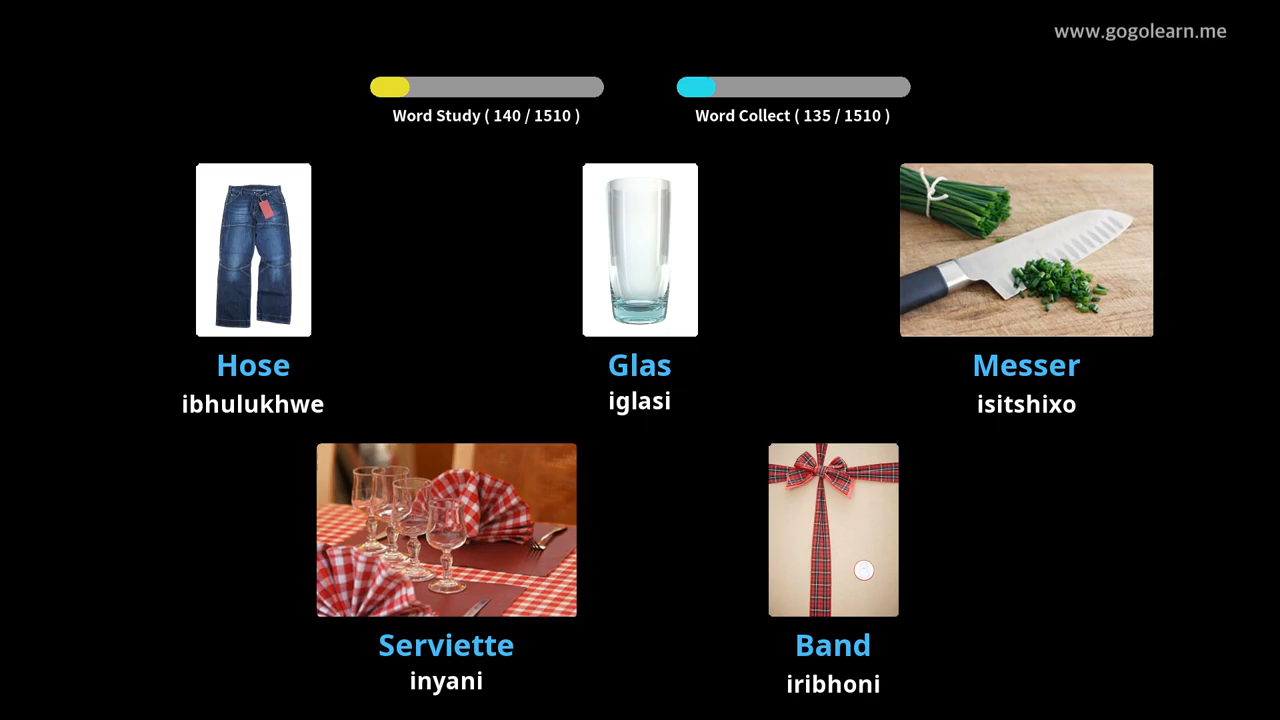 www.gogolearn.me
Word Study ( 140 / 1510 )
Word Collect ( 135 / 1510 )
Hose
ibhulukhwe
Glas
iglasi
Messer
isitshixo
Serviette
inyani
Band
iribhoni